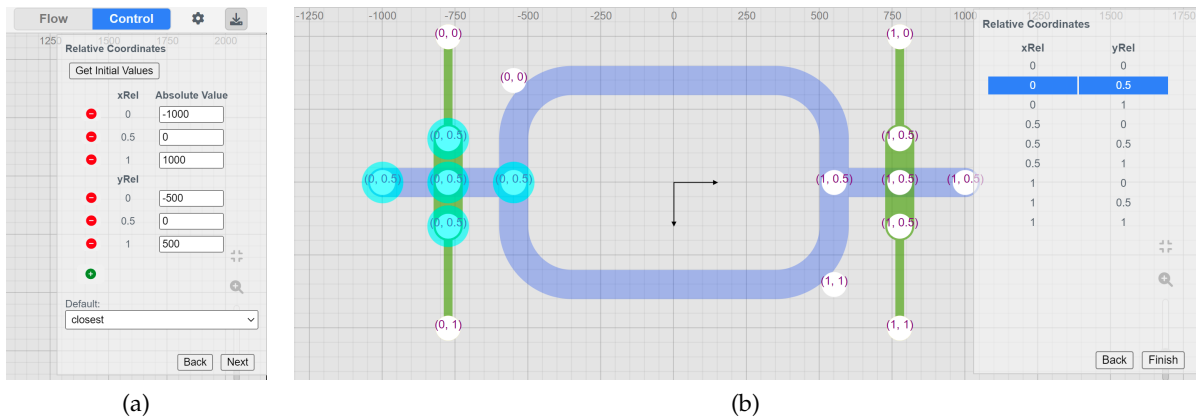 Flow Control
1250 1500 1750 2000
Relative Coordinates
Get Initial Values
xRel Absolute Value
0 -1000
0.5 0
1 1000
yRel
0 -500
0.5 0
1 500
Default:
closest
Back Next
(a)
-1250 -1000 -750 -500 -250 0 250 500 750 1000 1250 1500 1750
Relative Coordinates
xRel yRel
0 0
0 0.5
0 1
0.5 0
0.5 0.5
0.5 1
1 0
1 0.5
1 1
(0, 0) (1, 0)
(0, 0)
(0, 0.5) (1, 0.5)
(0, 0.5) (0, 0.5) (0, 0.5) (1, 0.5) (1, 0.5) (1, 0.5)
(0, 0.5) (1, 0.5)
(1, 1)
(0, 1) (1, 1)
Back Finish
(b)